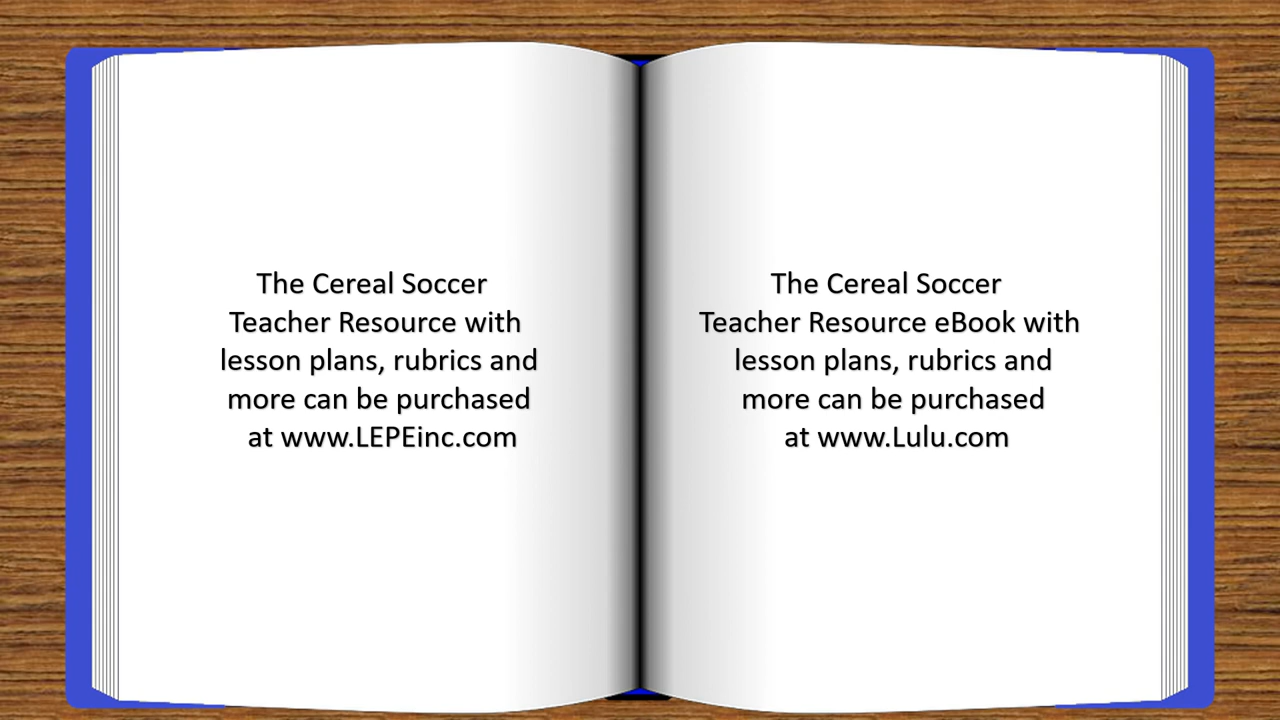 The Cereal Soccer
Teacher Resource with
lesson plans, rubrics and
more can be purchased
at www.LEPEinc.com
The Cereal Soccer
Teacher Resource eBook with
lesson plans, rubrics and
more can be purchased
at www.Lulu.com